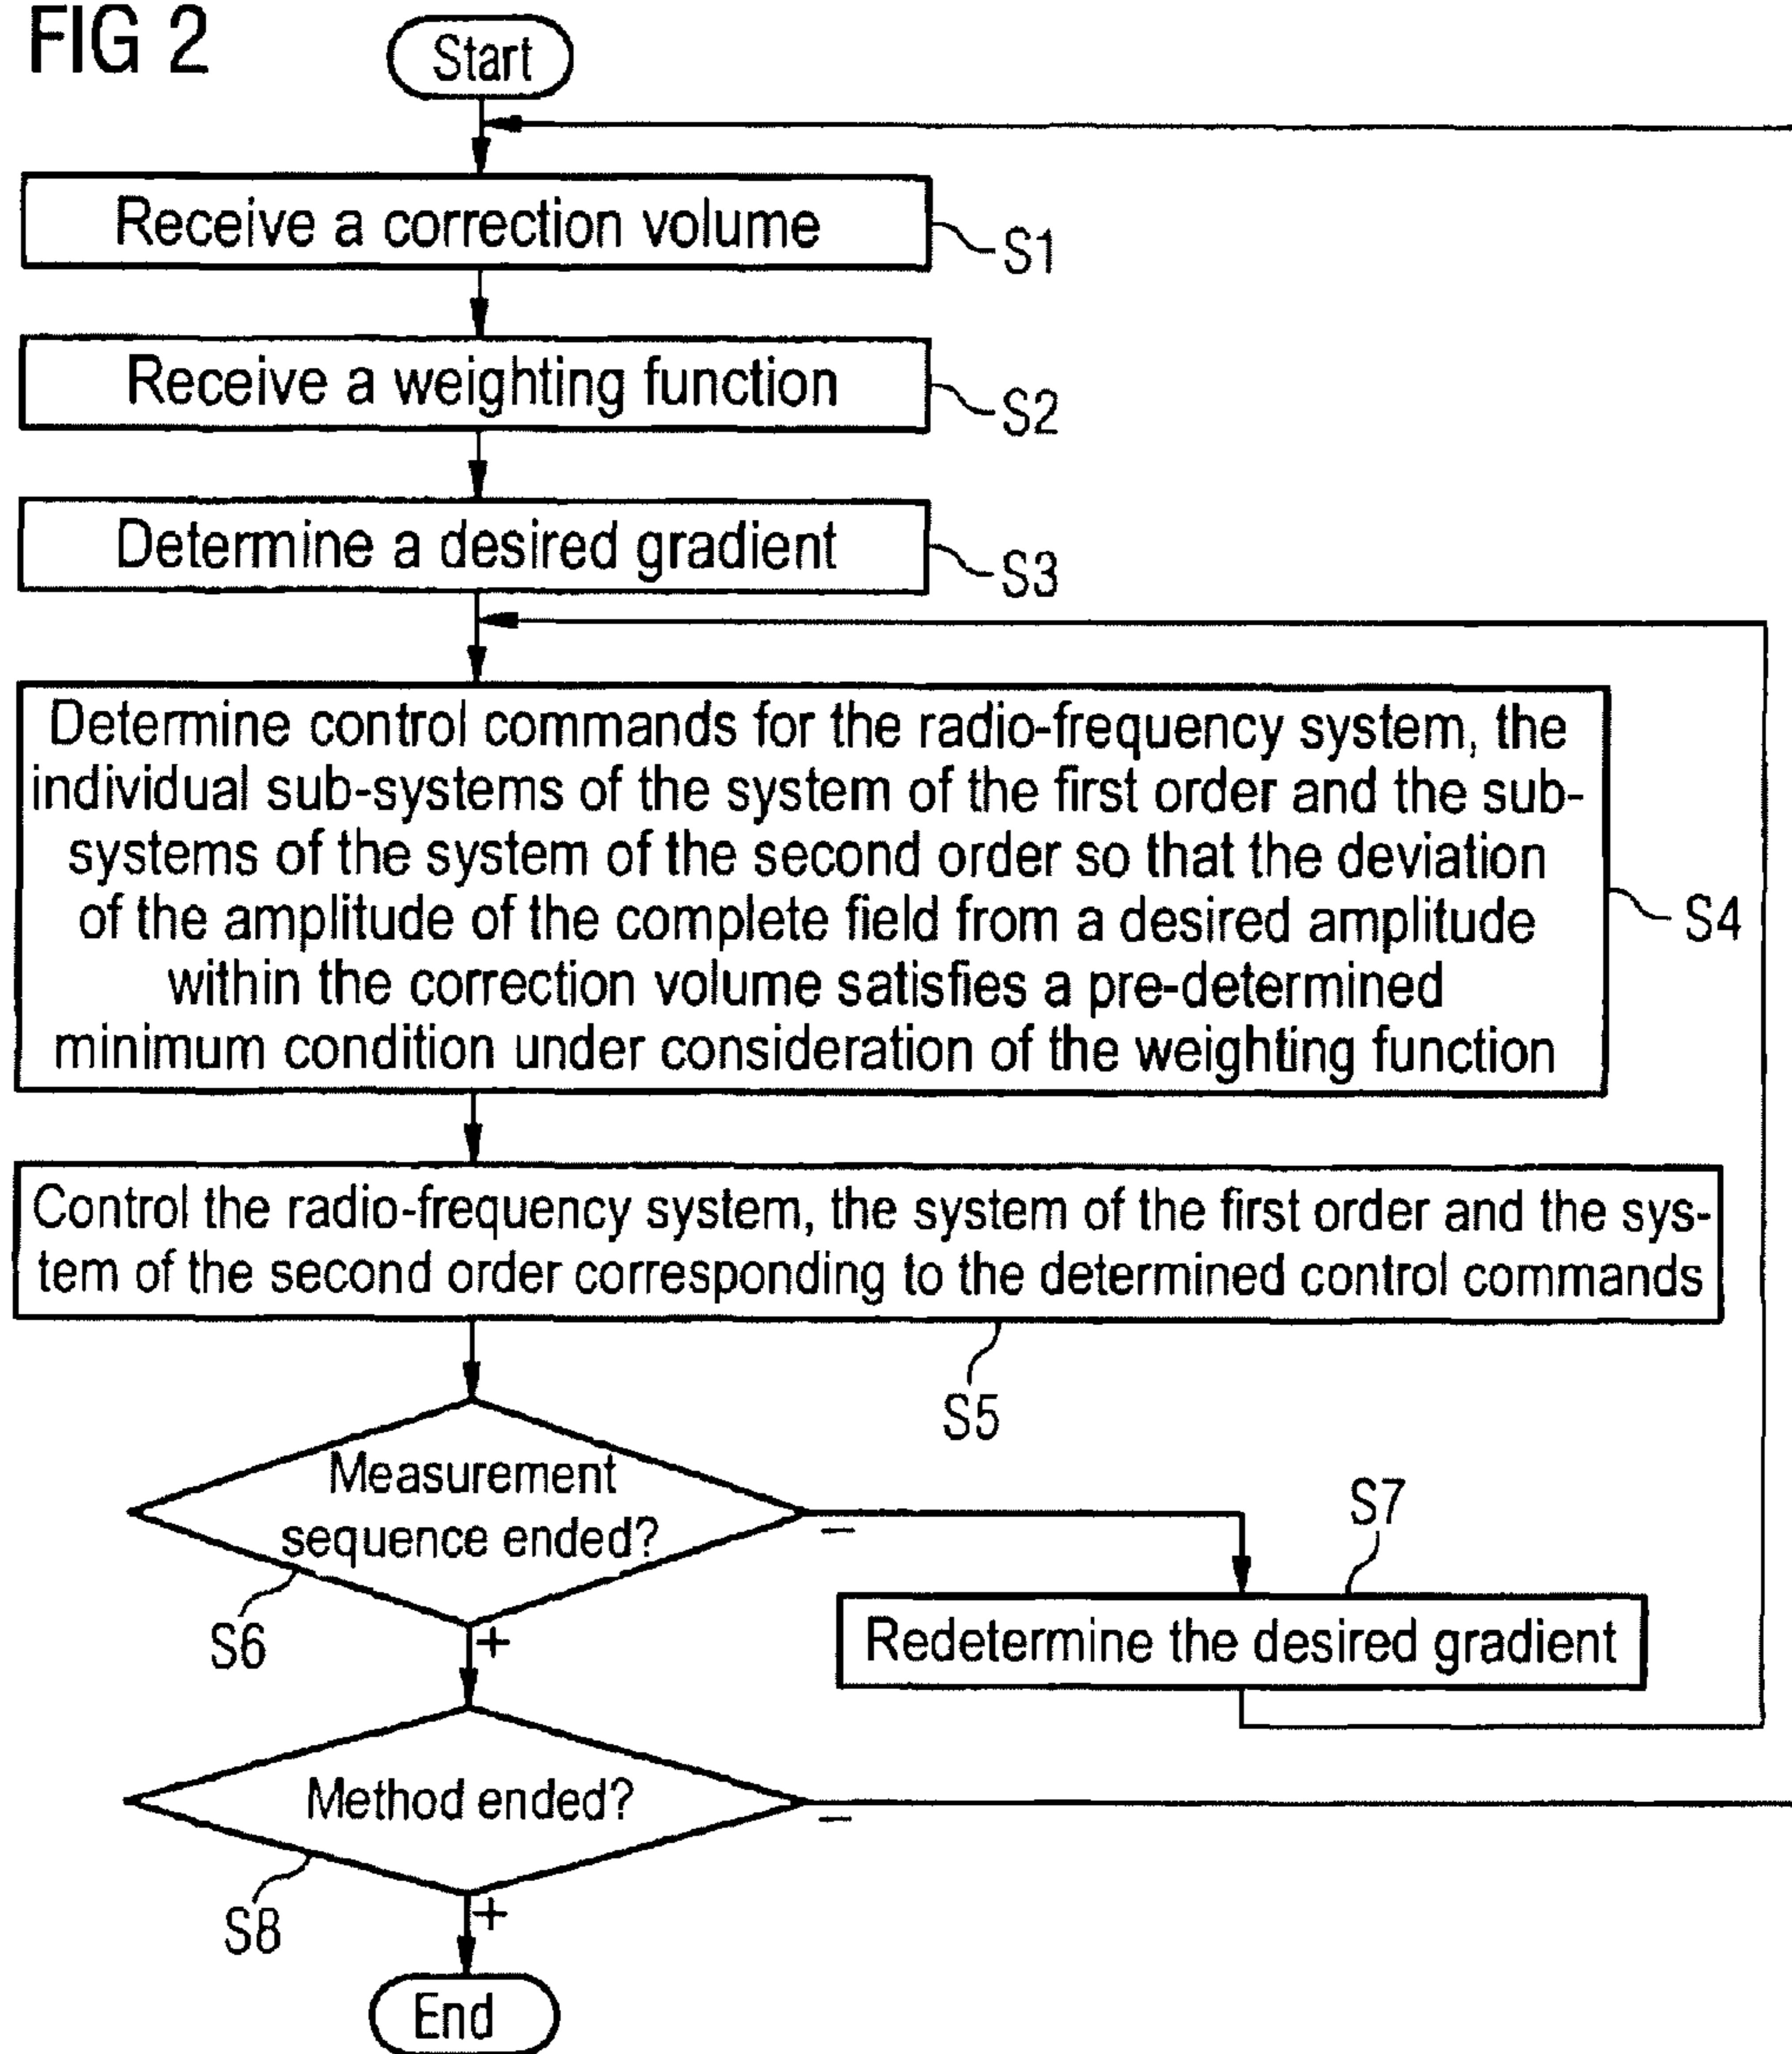 FIG 2
Start
Receive a correction volume
S1
Receive a weighting function
S2
Determine a desired gradient
S3
Determine control commands for the radio-frequency system, the
individual sub-systems of the system of the first order and the sub-
systems of the system of the second order so that the deviation
of the amplitude of the complete field from a desired amplitude
within the correction volume satisfies a pre-determined
minimum condition under consideration of the weighting function
S4
Control the radio-frequency system, the system of the first order and the sys-
tem of the second order corresponding to the determined control commands
S5
Measurement
sequence ended?
–
S6
+
S7
Redetermine the desired gradient
Method ended?
–
S8
+
End